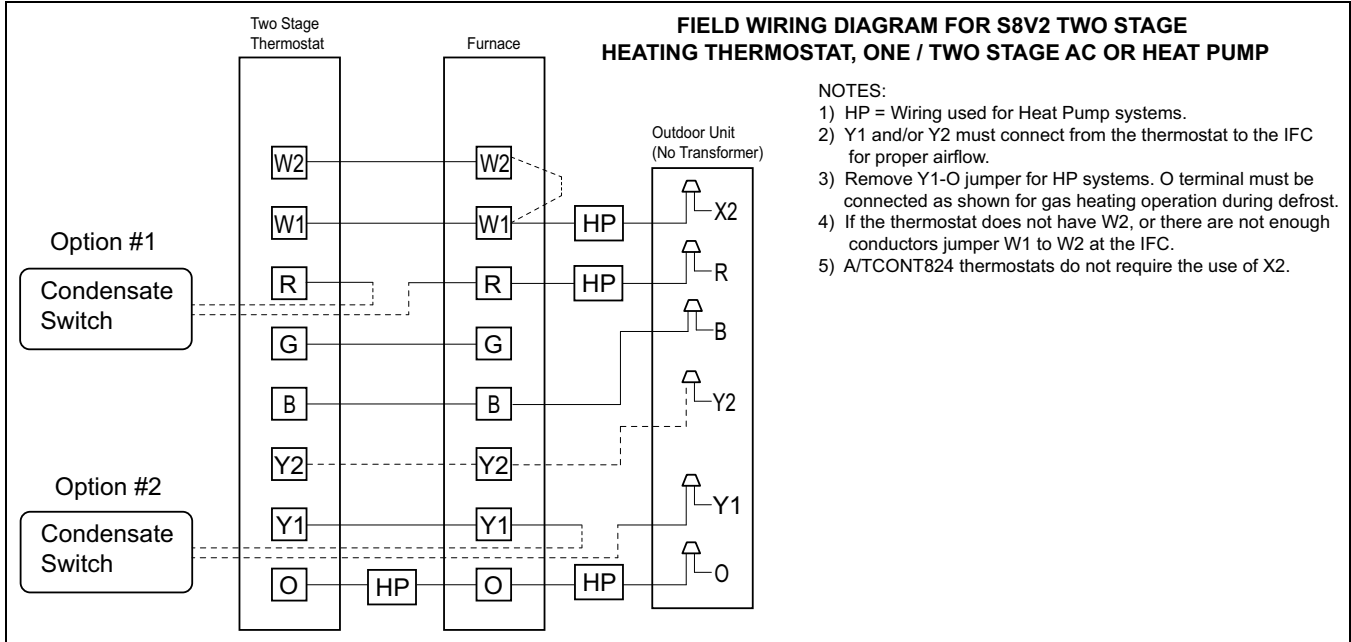 FIELD WIRING DIAGRAM FOR S8V2 TWO STAGE
HEATING THERMOSTAT, ONE / TWO STAGE AC OR HEAT PUMP
NOTES:
1) HP = Wiring used for Heat Pump systems.
2) Y1 and/or Y2 must connect from the thermostat to the IFC
for proper airflow.
3) Remove Y1-O jumper for HP systems. O terminal must be
connected as shown for gas heating operation during defrost.
4) If the thermostat does not have W2, or there are not enough
conductors jumper W1 to W2 at the IFC.
5) A/TCONT824 thermostats do not require the use of X2.
Two Stage
Thermostat
Furnace
Outdoor Unit
(No Transformer)
W2 W2
W1 W1 HP X2
Option #1
Condensate
Switch
R R HP R
G G B
B B Y2
Y2 Y2
Option #2
Condensate
Switch
Y1 Y1 Y1
O HP O HP O